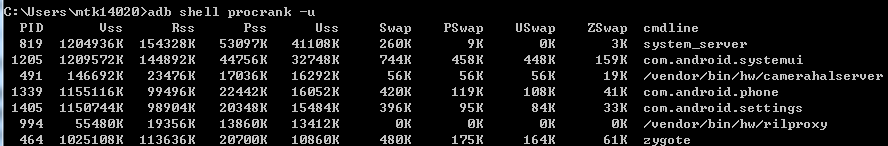 C:\Users\mtk14020>adb shell procrank -u
PID Vss Rss Pss Uss Swap PSwap USwap ZSwap cmdline
819 1204936K 154328K 53097K 41108K 260K 9K 0K 3K system_server
1205 1209572K 144892K 44756K 32748K 744K 458K 448K 159K com.android.systemui
491 146692K 23476K 17036K 16292K 56K 56K 56K 19K /vendor/bin/hw/camerahalserver
1339 1155116K 99496K 22442K 16052K 420K 119K 108K 41K com.android.phone
1405 1150744K 98904K 20348K 15484K 396K 95K 84K 33K com.android.settings
994 55480K 19356K 13860K 13412K 0K 0K 0K 0K /vendor/bin/hw/rilproxy
464 1025108K 113636K 20700K 10860K 480K 175K 164K 61K zygote